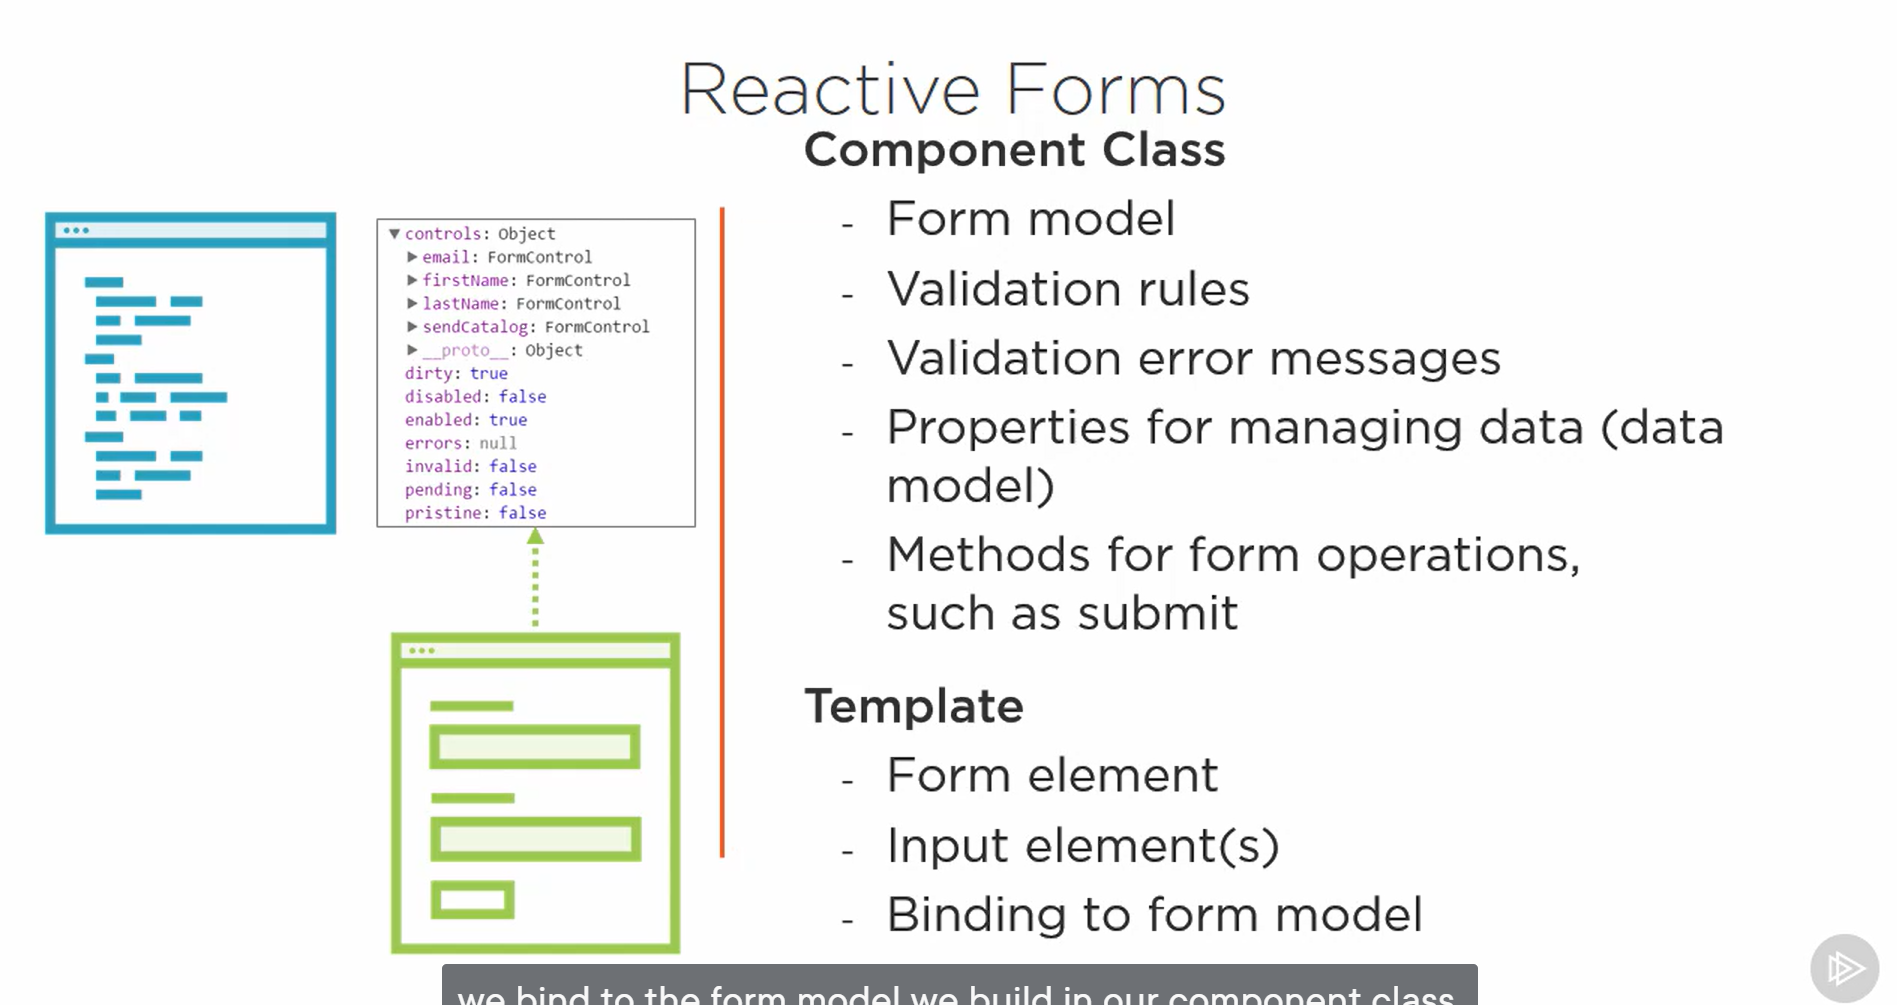 Reactive Forms
Component Class
- Form model
- Validation rules
- Validation error messages
- Properties for managing data (data
model)
- Methods for form operations,
such as submit
Template
- Form element
- Input element(s)
- Binding to form model
▼ controls: Object
▶ email: FormControl
▶ firstName: FormControl
▶ lastName: FormControl
▶ sendCatalog: FormControl
▶ __proto__: Object
dirty: true
disabled: false
enabled: true
errors: null
invalid: false
pending: false
pristine: false
we bind to the form model we build in our component class.